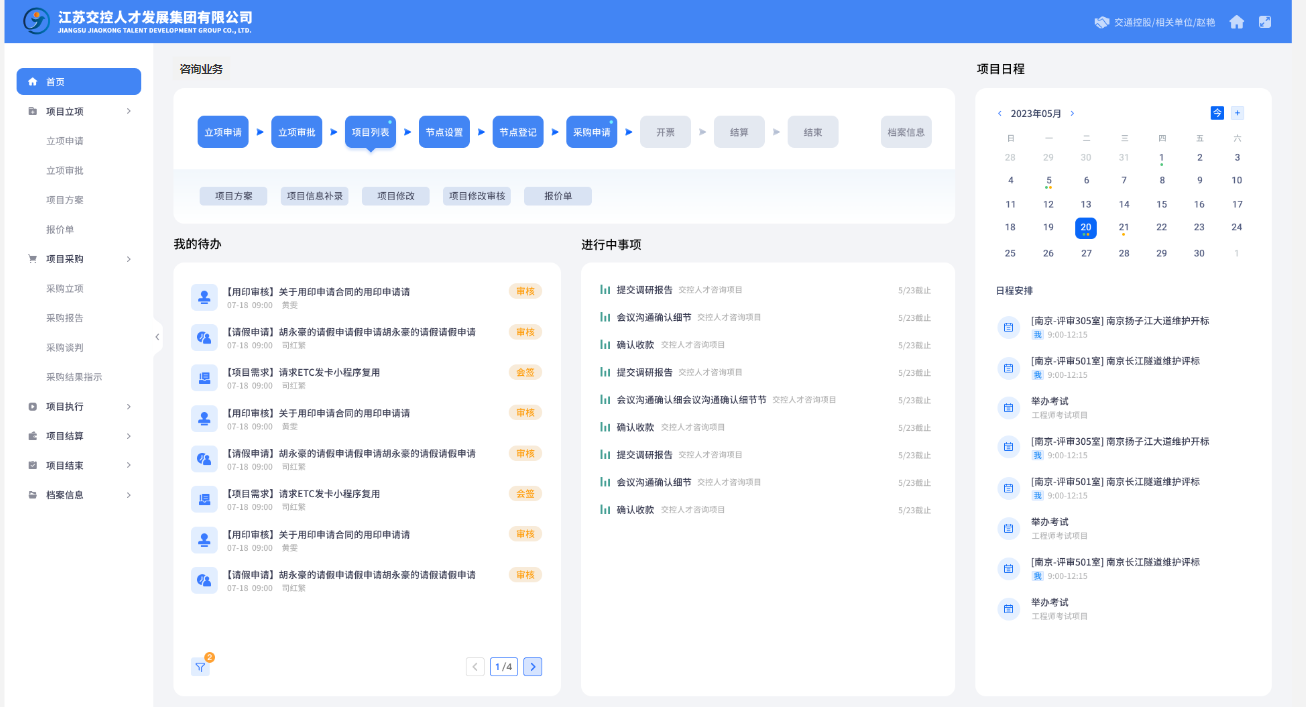 江苏交控人才发展集团有限公司
JIANGSU JIAOKONG TALENT DEVELOPMENT GROUP CO., LTD.
交通控股/相关单位/赵艳
首页
项目立项
立项申请
立项审批
项目方案
报价单
项目采购
采购立项
采购报告
采购谈判
采购结果指示
项目执行
项目结算
项目结束
档案信息
咨询业务
立项申请 立项审批 项目列表 节点设置 节点登记 采购申请 开票 结算 结束 档案信息
项目方案 项目信息补录 项目修改 项目修改审核 报价单
我的待办
【用印审核】关于用印申请合同的用印申请请 审核
07-18 09:00 黄雯
【请假申请】胡永豪的请假申请假申请胡永豪的请假请假申请 审核
07-18 09:00 司红繁
【项目需求】请求ETC发卡小程序复用 会签
07-18 09:00 司红繁
【用印审核】关于用印申请合同的用印申请请 审核
07-18 09:00 黄雯
【请假申请】胡永豪的请假申请假申请胡永豪的请假请假申请 审核
07-18 09:00 司红繁
【项目需求】请求ETC发卡小程序复用 会签
07-18 09:00 司红繁
【用印审核】关于用印申请合同的用印申请请 审核
07-18 09:00 黄雯
【请假申请】胡永豪的请假申请假申请胡永豪的请假请假申请 审核
07-18 09:00 司红繁
2
1/4
进行中事项
提交调研报告 交控人才咨询项目 5/23截止
会议沟通确认细节 交控人才咨询项目 5/23截止
确认收款 交控人才咨询项目 5/23截止
提交调研报告 交控人才咨询项目 5/23截止
会议沟通确认细会议沟通确认细节节 交控人才咨询项目 5/23截止
确认收款 交控人才咨询项目 5/23截止
提交调研报告 交控人才咨询项目 5/23截止
会议沟通确认细节 交控人才咨询项目 5/23截止
确认收款 交控人才咨询项目 5/23截止
项目日程
2023年05月 今 +
日 一 二 三 四 五 六
28 29 30 31 1 2 3
4 5 6 7 8 9 10
11 12 13 14 15 16 17
18 19 20 21 22 23 24
25 26 27 28 29 30 1
日程安排
[南京-评审305室] 南京扬子江大道维护开标
我 9:00-12:15
[南京-评审501室] 南京长江隧道维护评标
我 9:00-12:15
举办考试
工程师考试项目
[南京-评审305室] 南京扬子江大道维护开标
我 9:00-12:15
[南京-评审501室] 南京长江隧道维护评标
我 9:00-12:15
举办考试
工程师考试项目
[南京-评审501室] 南京长江隧道维护评标
我 9:00-12:15
举办考试
工程师考试项目